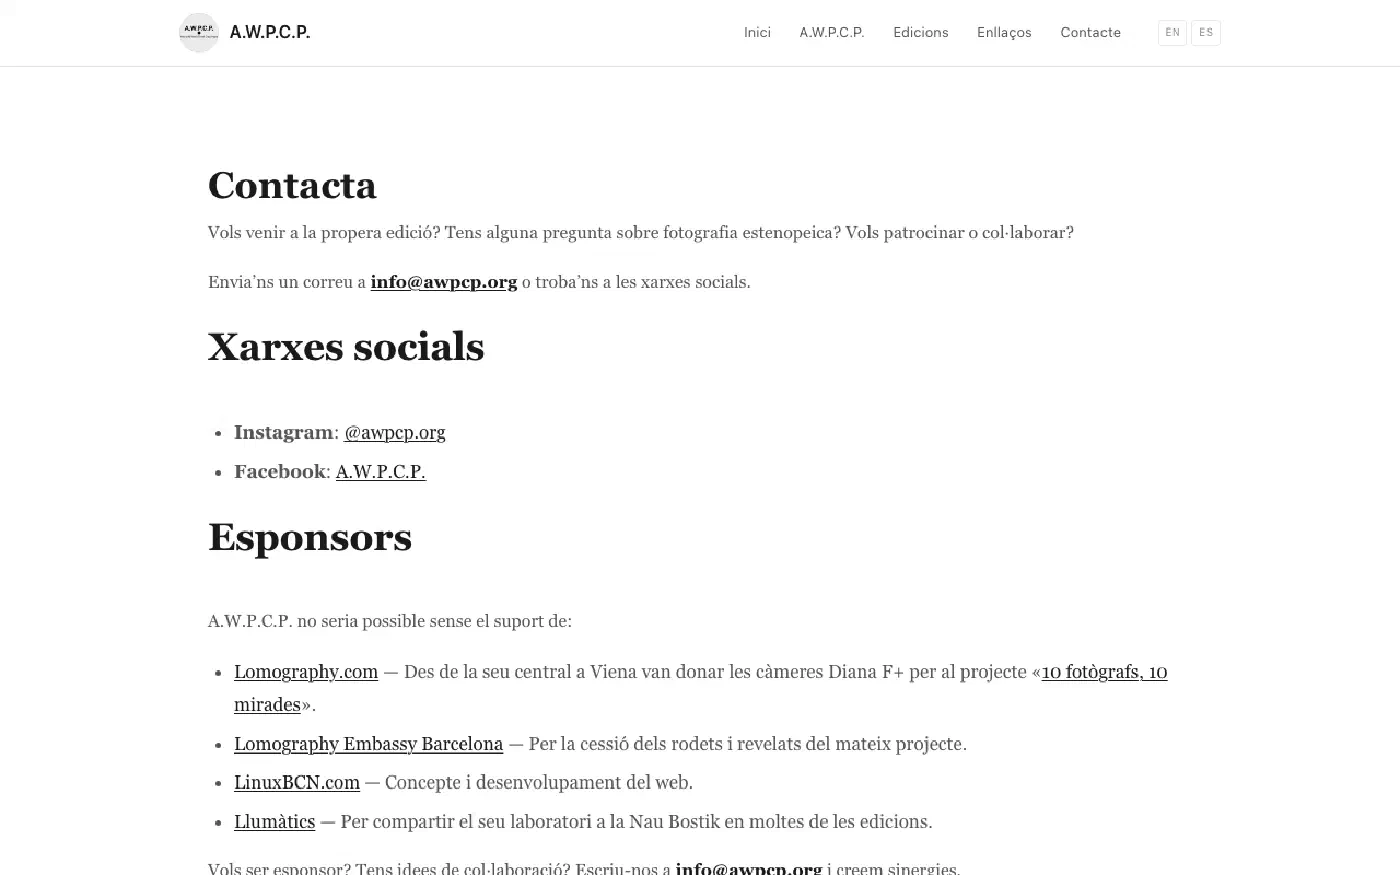 A.W.P.C.P.
A.W.P.C.P.
Inici
A.W.P.C.P.
Edicions
Enllaços
Contacte
EN
ES
Contacta
Vols venir a la propera edició? Tens alguna pregunta sobre fotografia estenopeica? Vols patrocinar o col·laborar?
Envia’ns un correu a info@awpcp.org o troba’ns a les xarxes socials.
Xarxes socials
• Instagram: @awpcp.org
• Facebook: A.W.P.C.P.
Esponsors
A.W.P.C.P. no seria possible sense el suport de:
• Lomography.com — Des de la seu central a Viena van donar les càmeres Diana F+ per al projecte «10 fotògrafs, 10
mirades».
• Lomography Embassy Barcelona — Per la cessió dels rodets i revelats del mateix projecte.
• LinuxBCN.com — Concepte i desenvolupament del web.
• Llumàtics — Per compartir el seu laboratori a la Nau Bostik en moltes de les edicions.
Vols ser esponsor? Tens idees de col·laboració? Escriu-nos a info@awpcp.org i creem sinergies.